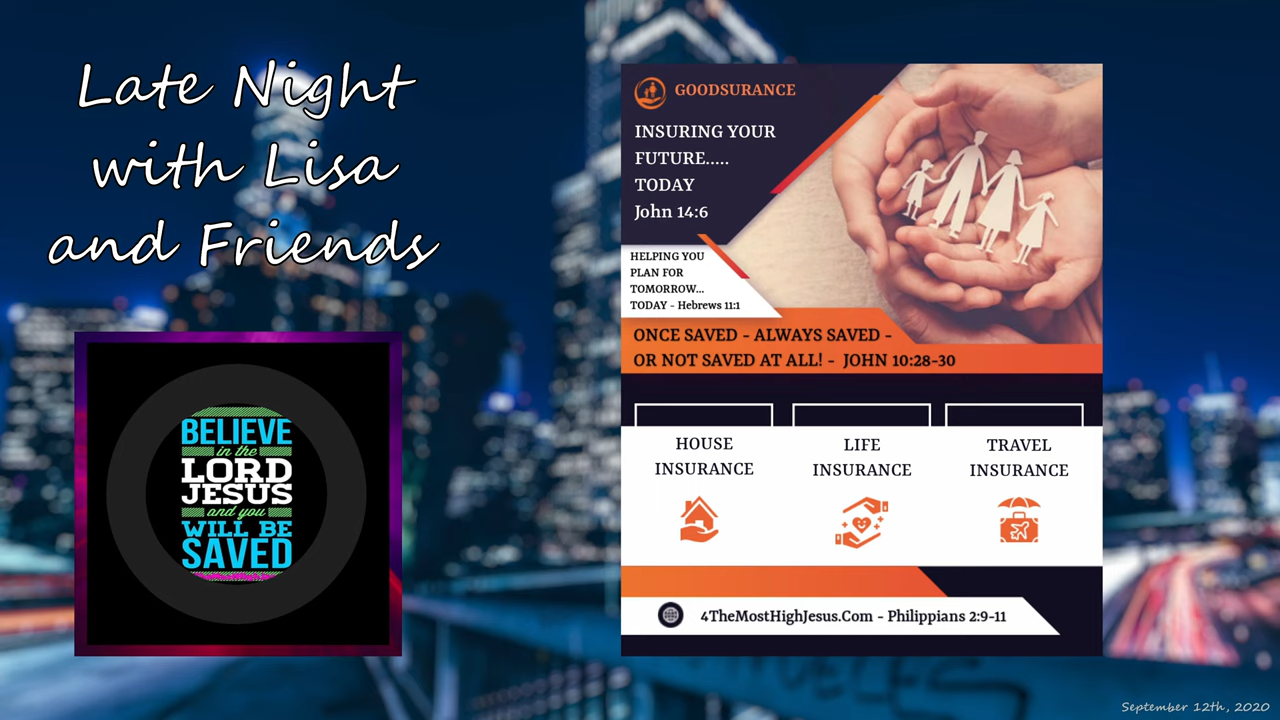 Late Night
with Lisa
and Friends
BELIEVE
in the
LORD
JESUS
and you
WILL BE
SAVED
GOODSURANCE
INSURING YOUR
FUTURE.....
TODAY
John 14:6
HELPING YOU
PLAN FOR
TOMORROW...
TODAY - Hebrews 11:1
ONCE SAVED - ALWAYS SAVED -
OR NOT SAVED AT ALL! - JOHN 10:28-30
HOUSE
INSURANCE
LIFE
INSURANCE
TRAVEL
INSURANCE
4TheMostHighJesus.Com - Philippians 2:9-11
September 12th, 2020